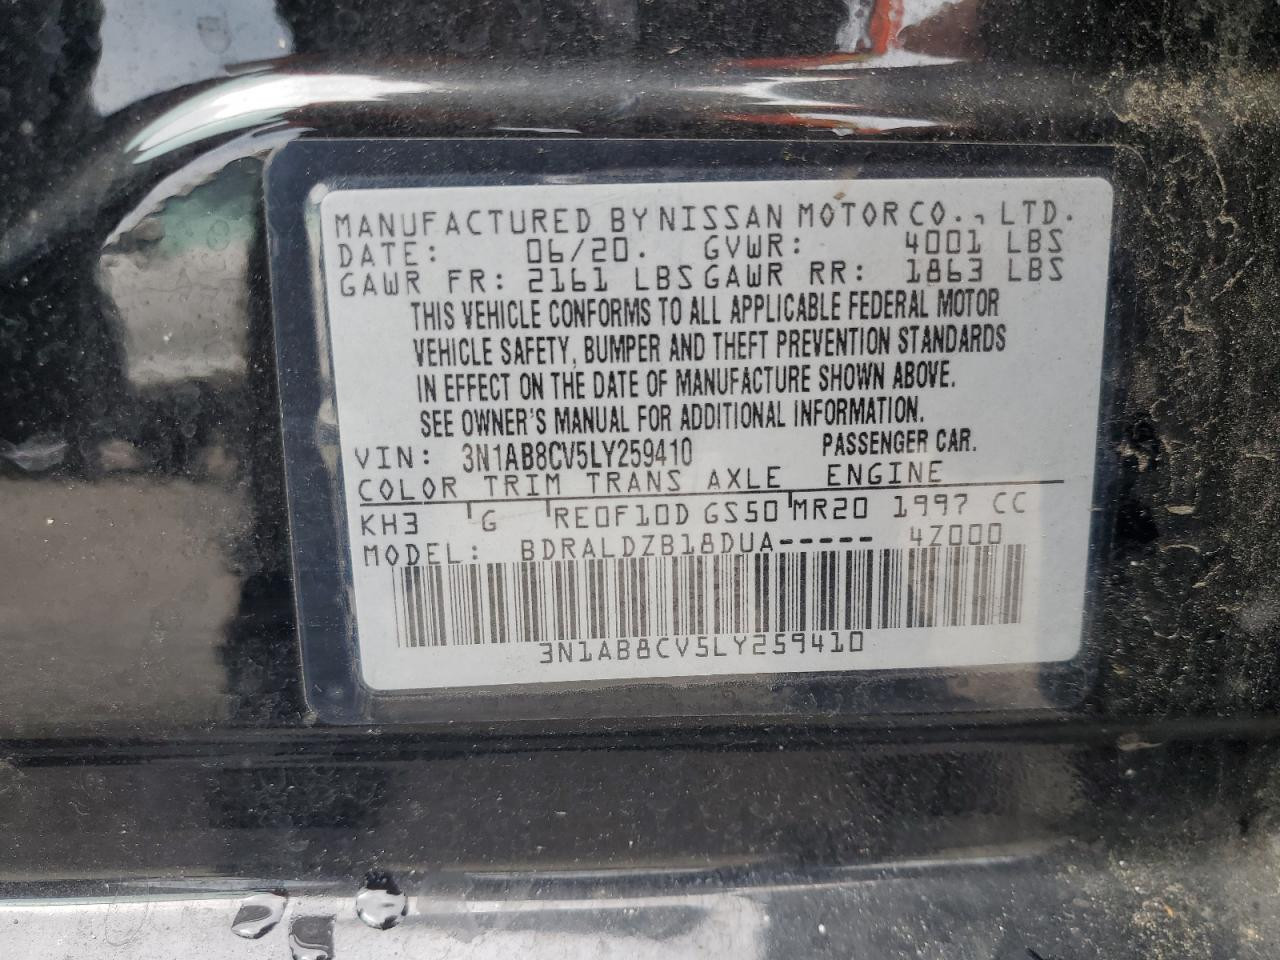 MANUFACTURED BY NISSAN MOTOR CO., LTD.
DATE: 06/20. GVWR: 4001 LBS
GAWR FR: 2161 LBS GAWR RR: 1863 LBS
THIS VEHICLE CONFORMS TO ALL APPLICABLE FEDERAL MOTOR
VEHICLE SAFETY, BUMPER AND THEFT PREVENTION STANDARDS
IN EFFECT ON THE DATE OF MANUFACTURE SHOWN ABOVE.
SEE OWNER'S MANUAL FOR ADDITIONAL INFORMATION.
VIN: 3N1AB8CV5LY259410 PASSENGER CAR.
COLOR TRIM TRANS AXLE ENGINE
KH3 G RE0F10D GS50 MR20 1997 CC
MODEL: BDRALDZB18DUA----- 4Z000
3N1AB8CV5LY259410